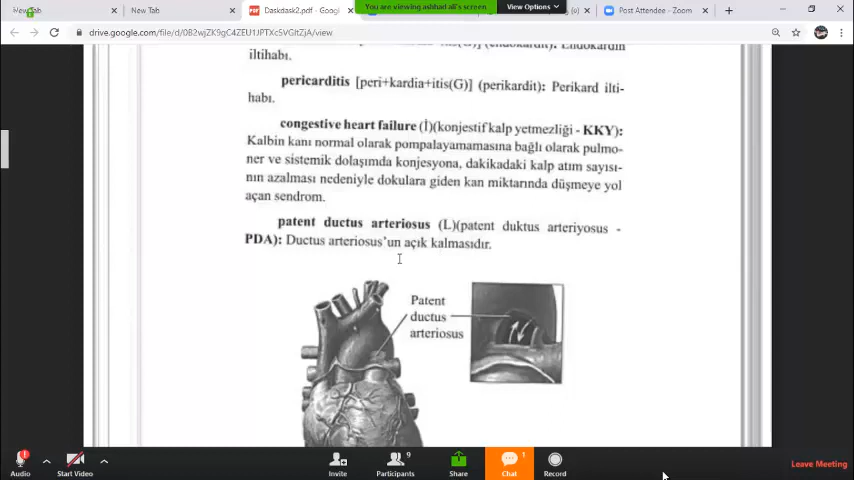 New Tab
New Tab
Daskdask2.pdf - Googl
You are viewing ashhad ali's screen
View Options
Post Attendee - Zoom
drive.google.com/file/d/0B2wjZK9gC4ZEU1JPTXc5VGItZjA/view
iltihabı.
pericarditis [peri+kardia+itis(G)] (perikardit): Perikard ilti-
habı.
congestive heart failure (İ)(konjestif kalp yetmezliği - KKY):
Kalbin kanı normal olarak pompalayamamasına bağlı olarak pulmo-
ner ve sistemik dolaşımda konjesyona, dakikadaki kalp atım sayısı-
nın azalması nedeniyle dokulara giden kan miktarında düşmeye yol
açan sendrom.
patent ductus arteriosus (L)(patent duktus arteriyosus -
PDA): Ductus arteriosus'un açık kalmasıdır.
Patent
ductus
arteriosus
Audio
Start Video
Invite
9
Participants
Share
1
Chat
Record
Leave Meeting